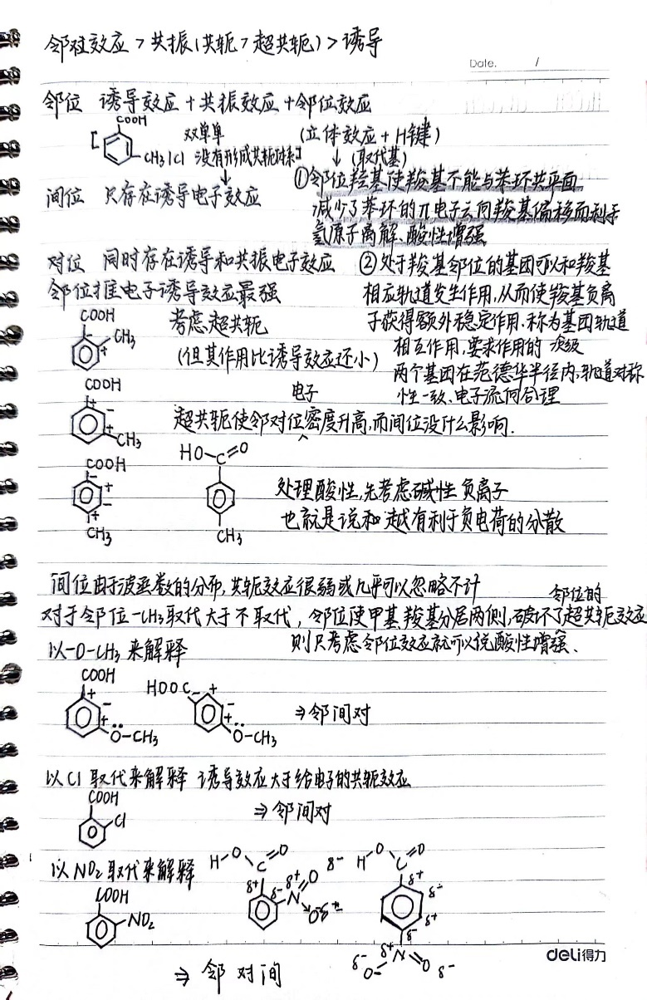 邻对效应 > 共振(共轭 > 超共轭) > 诱导
Date. /
邻位 诱导效应 + 共振效应 + 邻位效应
COOH
双单单 (立体效应 + H键)
[ CH3|Cl 没有形成共轭体系] ↓ (取代基)
间位 只存在诱导电子效应
①邻位羟基使羧基不能与苯环共平面
减少了苯环的π电子云向羧基偏移而利于
氢原子离解、酸性增强
对位 同时存在诱导和共振电子效应
②处于羧基邻位的基团可以和羧基
邻位推电子诱导效应最强
相应轨道发生作用,从而使羧基负离
子获得额外稳定作用.称为基团轨道
相互作用,要求作用的 次级
两个基团在范德华半径内,轨道对称
性一致、电子流向合理
COOH
CH3
考虑超共轭
(但其作用比诱导效应还小)
COOH
CH3
电子
超共轭使邻对位^密度升高,而间位没什么影响.
COOH
CH3
HO-C=O
CH3
处理酸性,先考虑碱性 负离子
也就是说和 越有利于负电荷的分散
间位由于波函数的分布,共轭效应很弱或几乎可以忽略不计
邻位的
对于邻位-CH3取代大于不取代,邻位使甲基羧基分居两侧,破坏了超共轭效应
则只考虑邻位效应就可以说酸性增强、
以-O-CH3 来解释
COOH
O-CH3
HOOC
O-CH3
⇒邻间对
以Cl 取代来解释 诱导效应大于给电子的共轭效应
COOH
Cl
⇒邻间对
以NO2取代来解释
COOH
NO2
H-O C=O
δ+ δ- δ+ N=O δ-
O δ-
H-O C=O
δ+ δ- δ+ δ-
δ- O δ+ N=O δ-
deli得力
⇒ 邻 对 间